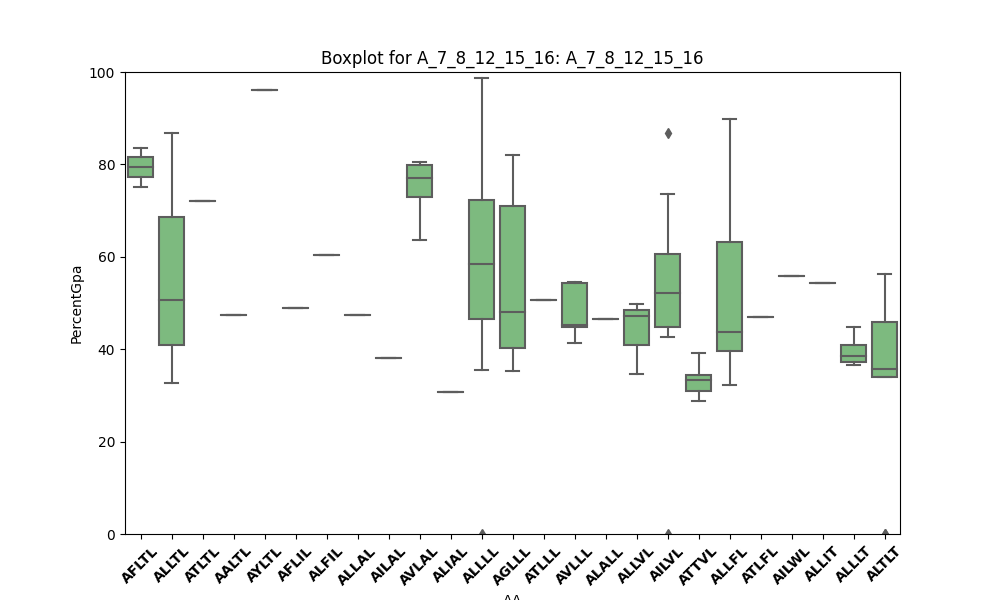 Boxplot for A_7_8_12_15_16: A_7_8_12_15_16
100
80
60
40
20
0
PercentGpa
AFLTL ALLTL ATLTL AALTL AYLTL AFLIL ALFIL ALLAL AILAL AVLAL ALIAL ALLLL AGLLL ATLLL AVLLL ALALL ALLVL AILVL ATTVL ALLFL ATLFL AILWL ALLIT ALLLT ALTLT
AA